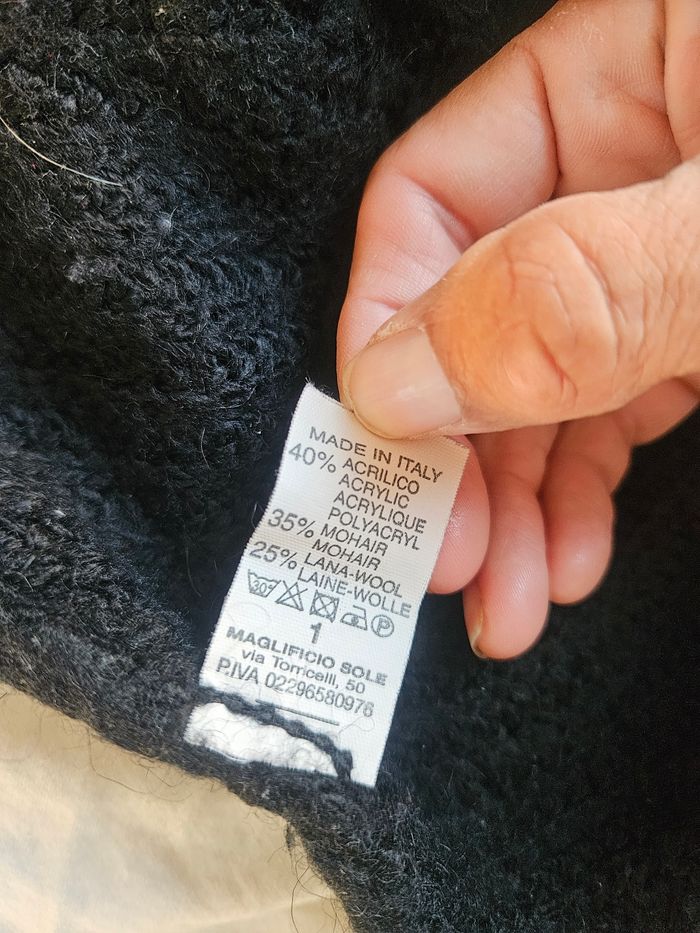 MADE IN ITALY
40% ACRILICO
ACRYLIC
ACRYLIQUE
POLYACRYL
35% MOHAIR
MOHAIR
25% LANA-WOOL
LAINE-WOLLE
30° P
1
MAGLIFICIO SOLE
via Torricelli, 50
P.IVA 02296580976